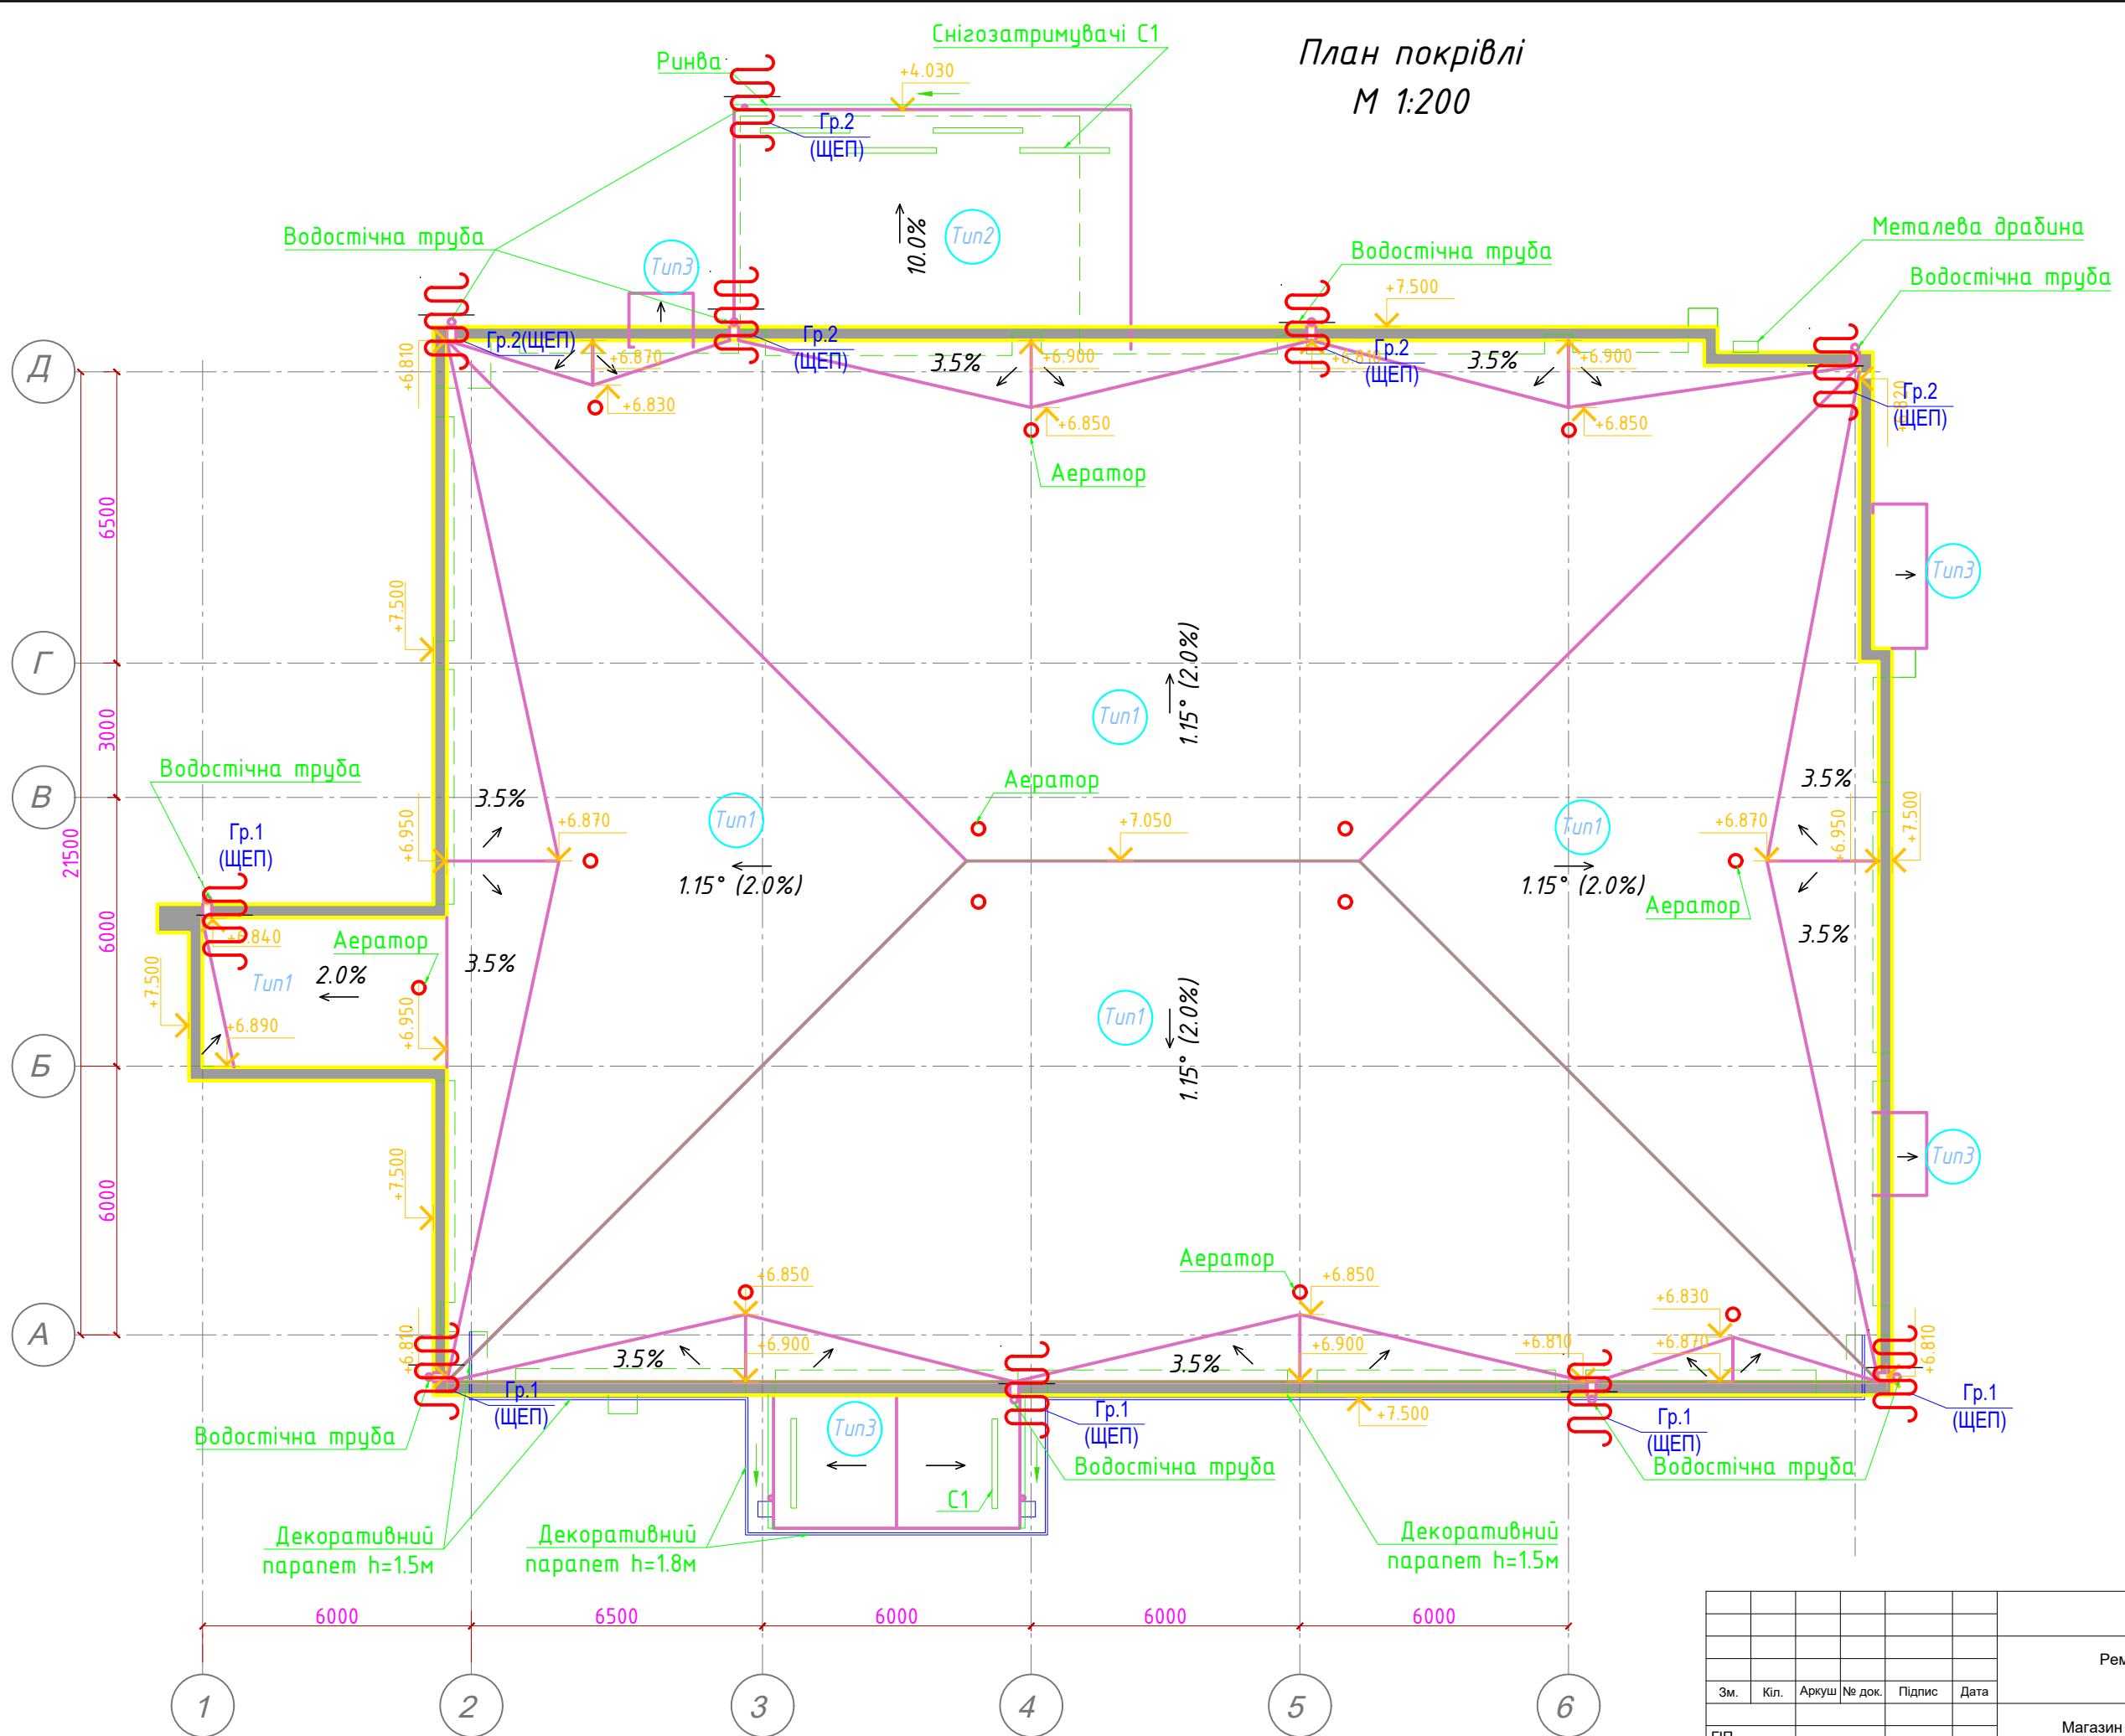 План покрівлі
М 1:200
Снігозатримувачі С1
Ринва
+4.030
Гр.2
(ЩЕП)
Водостічна труба
Тип3
10.0%
Тип2
Водостічна труба
Металева драбина
Водостічна труба
+7.500
Гр.2(ЩЕП)
Гр.2
(ЩЕП)
Гр.2
(ЩЕП)
Гр.2
(ЩЕП)
Д
+6.810
+6.870
+6.830
3.5%
+6.900
+6.850
3.5%
+6.900
+6.850
Аератор
6500
+7.500
Тип3
Г
3000
1.15° (2.0%)
Тип1
Водостічна труба
В
3.5%
+6.950
+6.870
Тип1
1.15° (2.0%)
Аератор
+7.050
Тип1
1.15° (2.0%)
+6.870
3.5%
+6.950
+7.500
Аератор
3.5%
21500
Гр.1
(ЩЕП)
6000
+6.840
Аератор
3.5%
+7.500
Тип1
2.0%
+6.950
+6.890
Тип1
1.15° (2.0%)
Б
Тип3
6000
+7.500
Аератор
+6.850
+6.850
+6.830
А
+6.810
3.5%
+6.900
3.5%
+6.900
+6.810
+6.870
+6.810
Гр.1
(ЩЕП)
Гр.1
(ЩЕП)
Гр.1
(ЩЕП)
Гр.1
(ЩЕП)
+7.500
Водостічна труба
Тип3
Водостічна труба
Водостічна труба
С1
Декоративний
парапет h=1.5м
Декоративний
парапет h=1.8м
Декоративний
парапет h=1.5м
6000
6500
6000
6000
6000
1
2
3
4
5
6
Рем
Зм.
Кіл.
Аркуш
№ док.
Підпис
Дата
Магазин